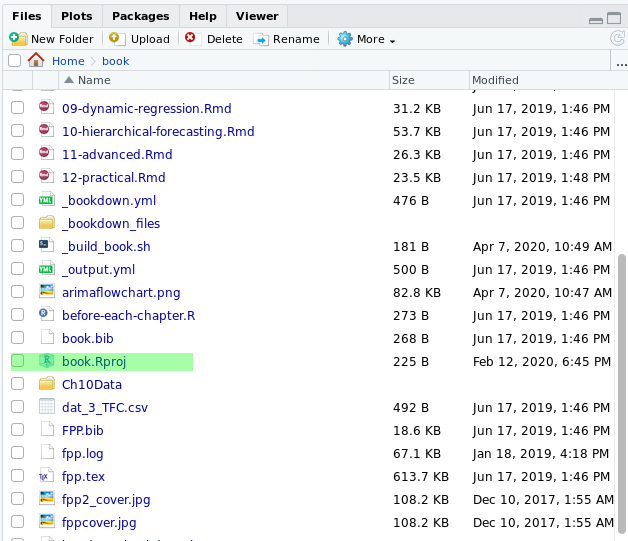 Files Plots Packages Help Viewer
New Folder Upload Delete Rename More
Home book ...
Name Size Modified
09-dynamic-regression.Rmd 31.2 KB Jun 17, 2019, 1:46 PM
10-hierarchical-forecasting.Rmd 53.7 KB Jun 17, 2019, 1:46 PM
11-advanced.Rmd 26.3 KB Jun 17, 2019, 1:46 PM
12-practical.Rmd 23.5 KB Jun 17, 2019, 1:48 PM
_bookdown.yml 476 B Jun 17, 2019, 1:46 PM
_bookdown_files
_build_book.sh 181 B Apr 7, 2020, 10:49 AM
_output.yml 500 B Jun 17, 2019, 1:46 PM
arimaflowchart.png 82.8 KB Apr 7, 2020, 10:47 AM
before-each-chapter.R 273 B Jun 17, 2019, 1:46 PM
book.bib 268 B Jun 17, 2019, 1:46 PM
book.Rproj 225 B Feb 12, 2020, 6:45 PM
Ch10Data
dat_3_TFC.csv 492 B Jun 17, 2019, 1:46 PM
FPP.bib 18.6 KB Jun 17, 2019, 1:46 PM
fpp.log 67.1 KB Jan 18, 2019, 4:18 PM
fpp.tex 613.7 KB Jun 17, 2019, 1:46 PM
fpp2_cover.jpg 108.2 KB Dec 10, 2017, 1:55 AM
fppcover.jpg 108.2 KB Dec 10, 2017, 1:55 AM